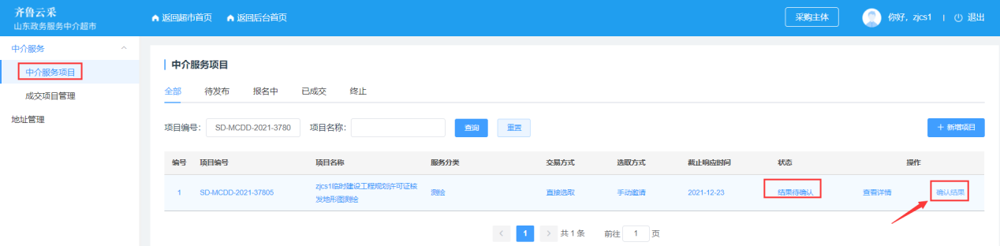 齐鲁云采
山东政务服务中介超市
返回超市首页 返回后台首页
采购主体
你好，zjcs1 | 退出
中介服务
中介服务项目
成交项目管理
地址管理
中介服务项目
全部 待发布 报名中 已成交 终止
项目编号： SD-MCDD-2021-3780 项目名称： 查询 重置 + 新增项目
编号 项目编号 项目名称 服务分类 交易方式 选取方式 截止响应时间 状态 操作
1 SD-MCDD-2021-37805 zjcs1临时建设工程规划许可证核 测绘 直接选取 手动邀请 2021-12-23 结果待确认 查看详情 确认结果
发地形图测绘
< 1 > 共 1 条 前往 1 页